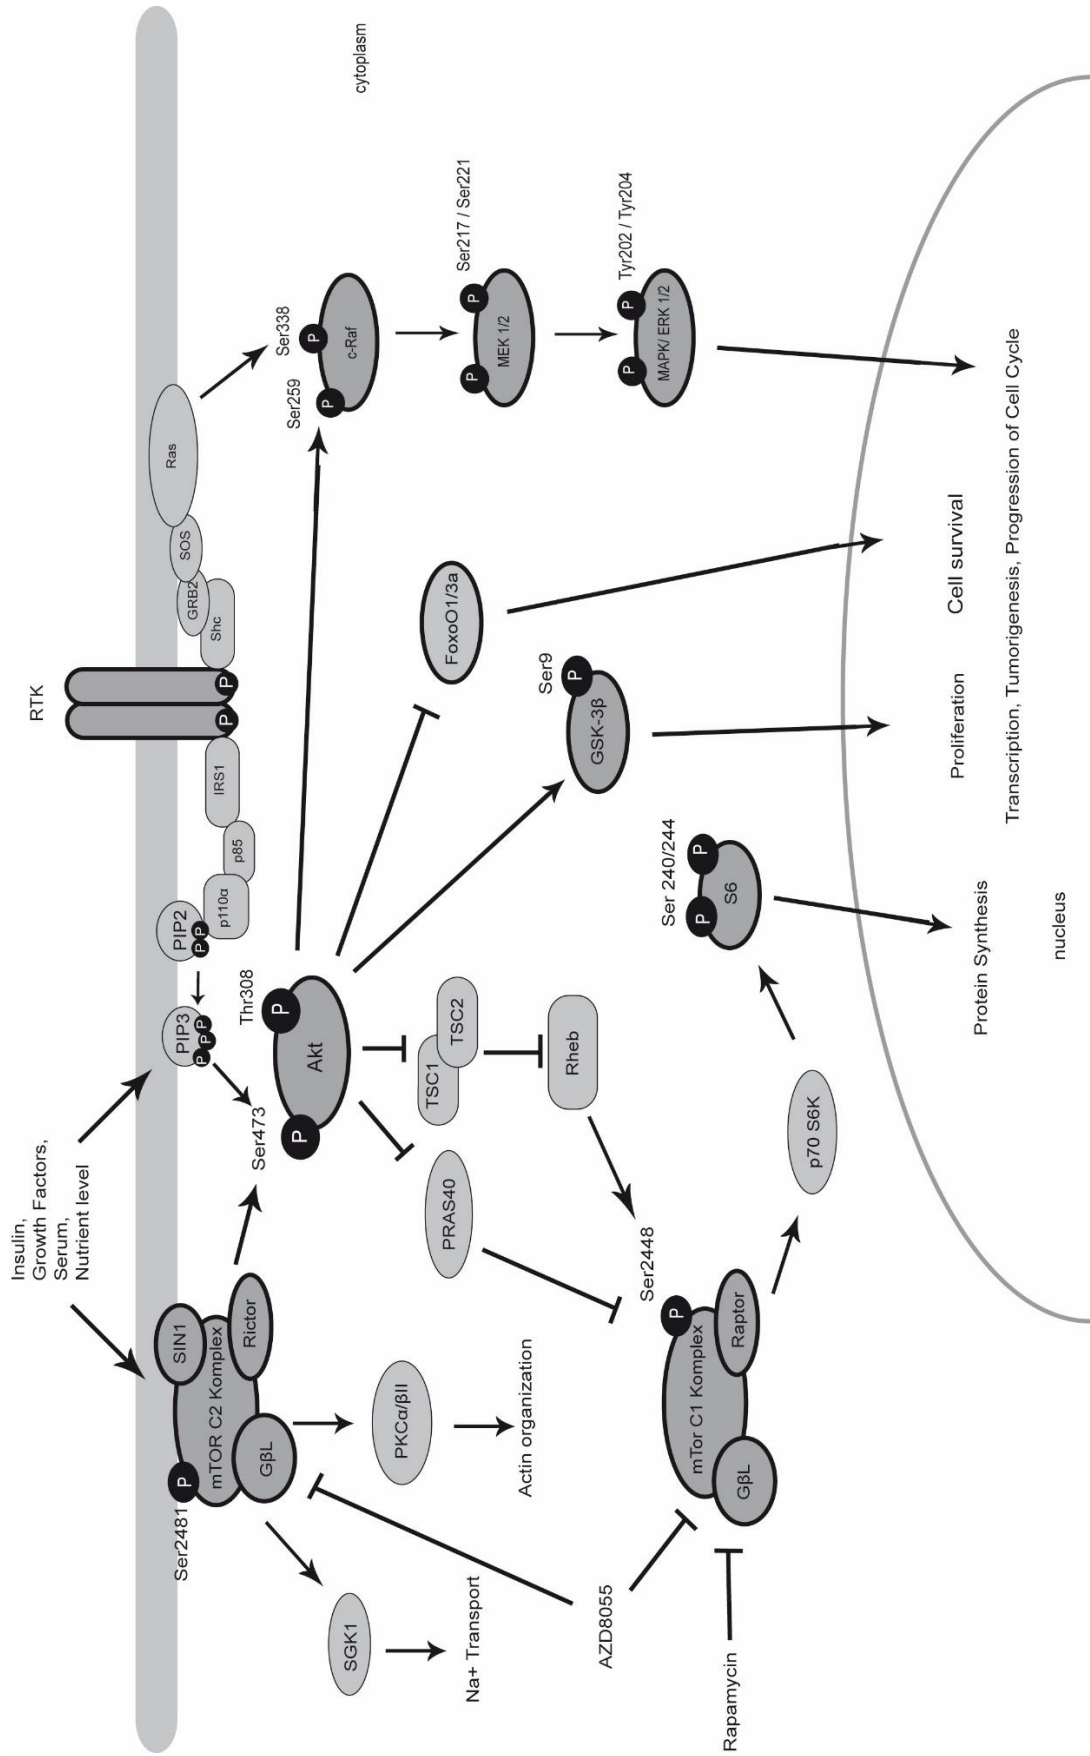 Insulin,
Growth Factors,
Serum,
Nutrient level
RTK
Ser2481
P
SIN1
mTOR C2 Komplex
Rictor
GβL
PIP3
P
P
P
PIP2
P
P
p110α
p85
IRS1
P
P
Shc
GRB2
SOS
Ras
cytoplasm
Ser473
Thr308
P
P
Akt
Ser259
Ser338
P
P
c-Raf
SGK1
Na+ Transport
PKCα/βII
Actin organization
PRAS40
TSC1
TSC2
Rheb
FoxoO1/3a
Ser217 / Ser221
P
P
MEK 1/2
Ser9
P
GSK-3β
Tyr202 / Tyr204
P
P
MAPK/ ERK 1/2
AZD8055
Rapamycin
Ser2448
P
mTor C1 Komplex
Raptor
GβL
p70 S6K
Ser 240/244
P
P
S6
Protein Synthesis
Proliferation
Cell survival
Transcription, Tumorigenesis, Progression of Cell Cycle
nucleus